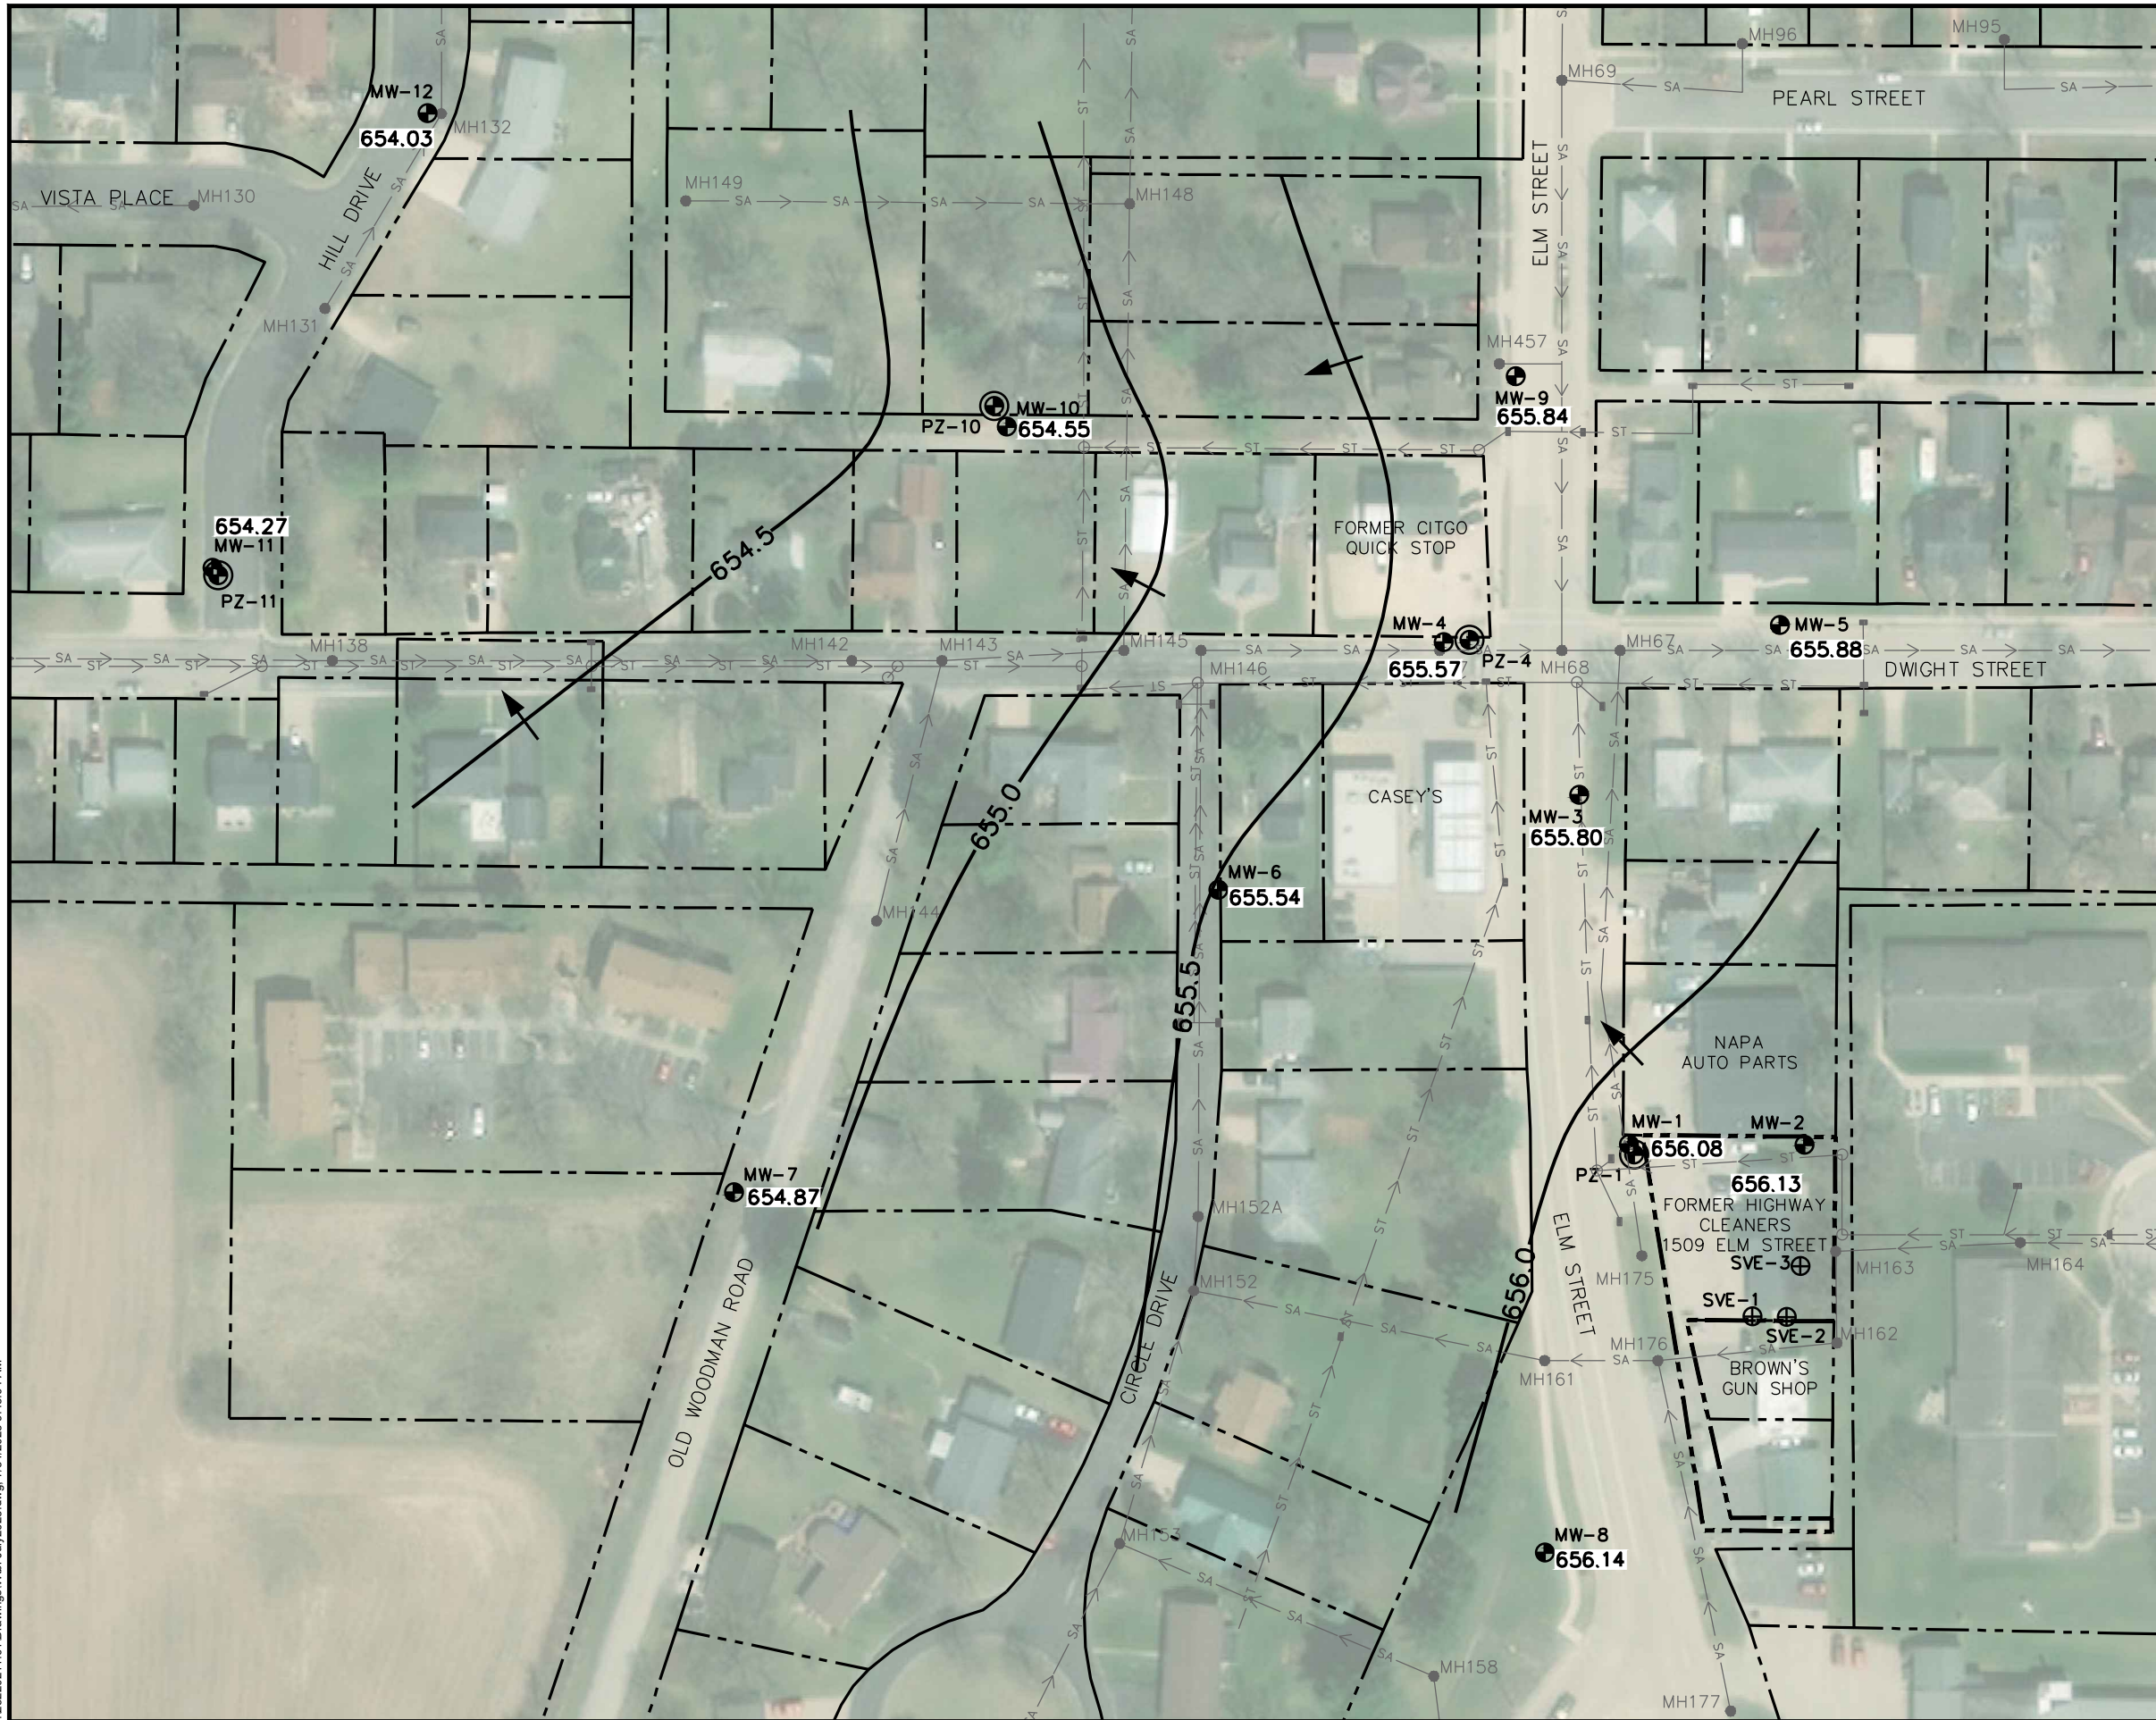 MH96
MH95
MH69
PEARL STREET
MW-12
654.03
MH132
VISTA PLACE
MH130
HILL DRIVE
MH131
MH149
MH148
ELM STREET
MH457
MW-9
655.84
MW-10
PZ-10
654.55
654.27
MW-11
PZ-11
654.5
FORMER CITGO
QUICK STOP
MW-4
655.57
PZ-4
MW-5
655.88
DWIGHT STREET
MH138
MH142
MH143
MH145
MH146
MH68
MH67
CASEY'S
MW-3
655.80
655.0
MW-6
655.54
MH144
655.5
NAPA
AUTO PARTS
MW-1
656.08
MW-2
PZ-1
656.13
FORMER HIGHWAY
CLEANERS
1509 ELM STREET
SVE-3
MW-7
654.87
MH152A
MH152
656.0
ELM STREET
MH175
MH163
MH164
SVE-1
SVE-2
MH162
MH176
MH161
BROWN'S
GUN SHOP
OLD WOODMAN ROAD
CIRCLE DRIVE
MH153
MW-8
656.14
MH158
MH177
SA
ST